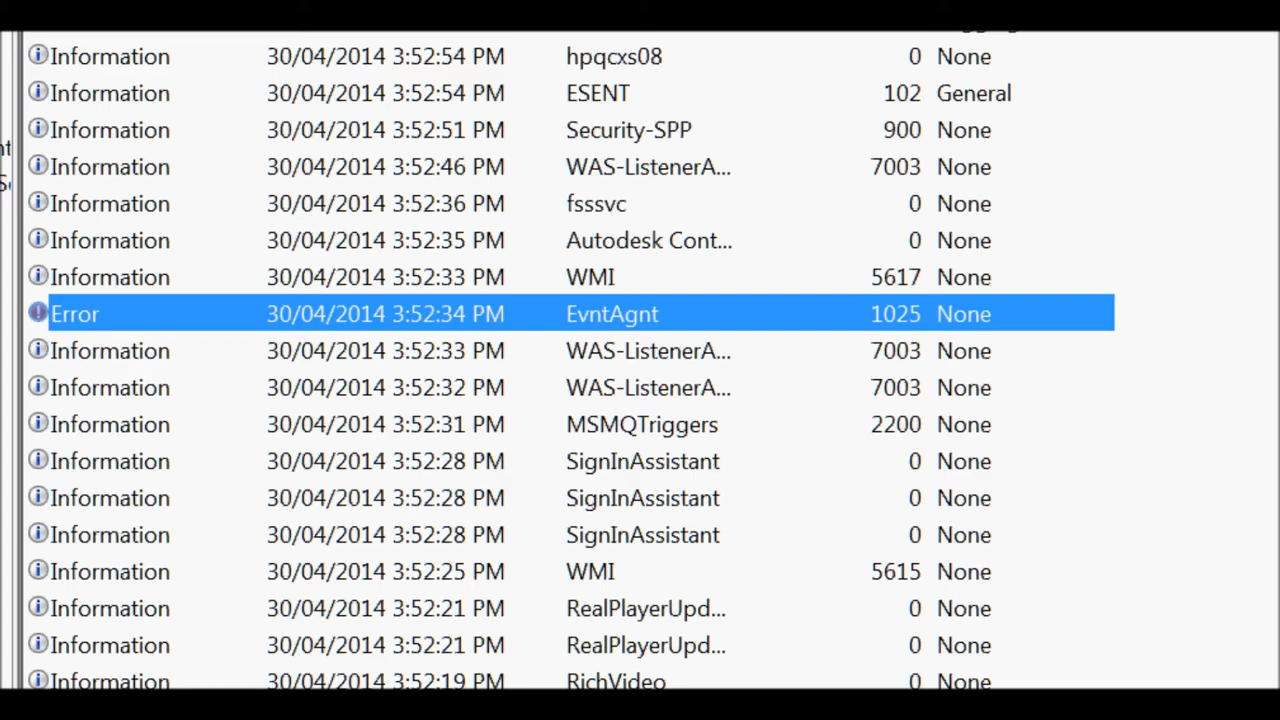 Information 30/04/2014 3:52:54 PM hpqcxs08 0 None
Information 30/04/2014 3:52:54 PM ESENT 102 General
Information 30/04/2014 3:52:51 PM Security-SPP 900 None
nt Information 30/04/2014 3:52:46 PM WAS-ListenerA... 7003 None
Information 30/04/2014 3:52:36 PM fsssvc 0 None
Information 30/04/2014 3:52:35 PM Autodesk Cont... 0 None
Information 30/04/2014 3:52:33 PM WMI 5617 None
Error 30/04/2014 3:52:34 PM EvntAgnt 1025 None
Information 30/04/2014 3:52:33 PM WAS-ListenerA... 7003 None
Information 30/04/2014 3:52:32 PM WAS-ListenerA... 7003 None
Information 30/04/2014 3:52:31 PM MSMQTriggers 2200 None
Information 30/04/2014 3:52:28 PM SignInAssistant 0 None
Information 30/04/2014 3:52:28 PM SignInAssistant 0 None
Information 30/04/2014 3:52:28 PM SignInAssistant 0 None
Information 30/04/2014 3:52:25 PM WMI 5615 None
Information 30/04/2014 3:52:21 PM RealPlayerUpd... 0 None
Information 30/04/2014 3:52:21 PM RealPlayerUpd... 0 None
Information 30/04/2014 3:52:19 PM RichVideo 0 None